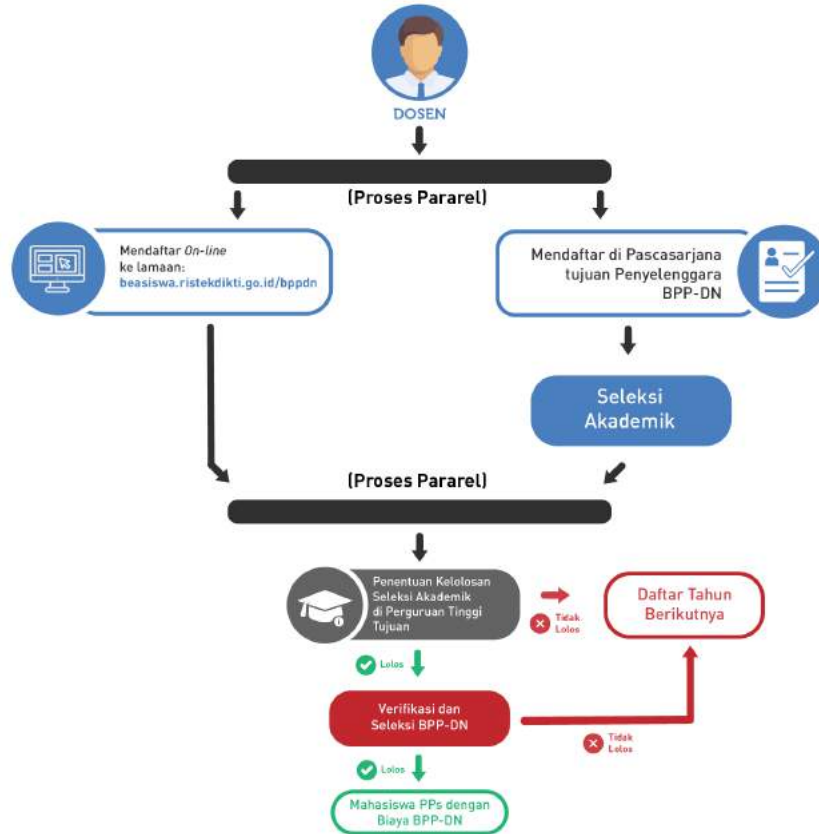 DOSEN
(Proses Pararel)
Mendaftar On-line
ke lamaan:
beasiswa.ristekdikti.go.id/bppdn
Mendaftar di Pascasarjana
tujuan Penyelenggara
BPP-DN
Seleksi
Akademik
(Proses Pararel)
Penentuan Kelolosan
Seleksi Akademik
di Perguruan Tinggi
Tujuan
Tidak
Lolos
Daftar Tahun
Berikutnya
Lolos
Verifikasi dan
Seleksi BPP-DN
Tidak
Lolos
Lolos
Mahasiswa PPs dengan
Biaya BPP-DN